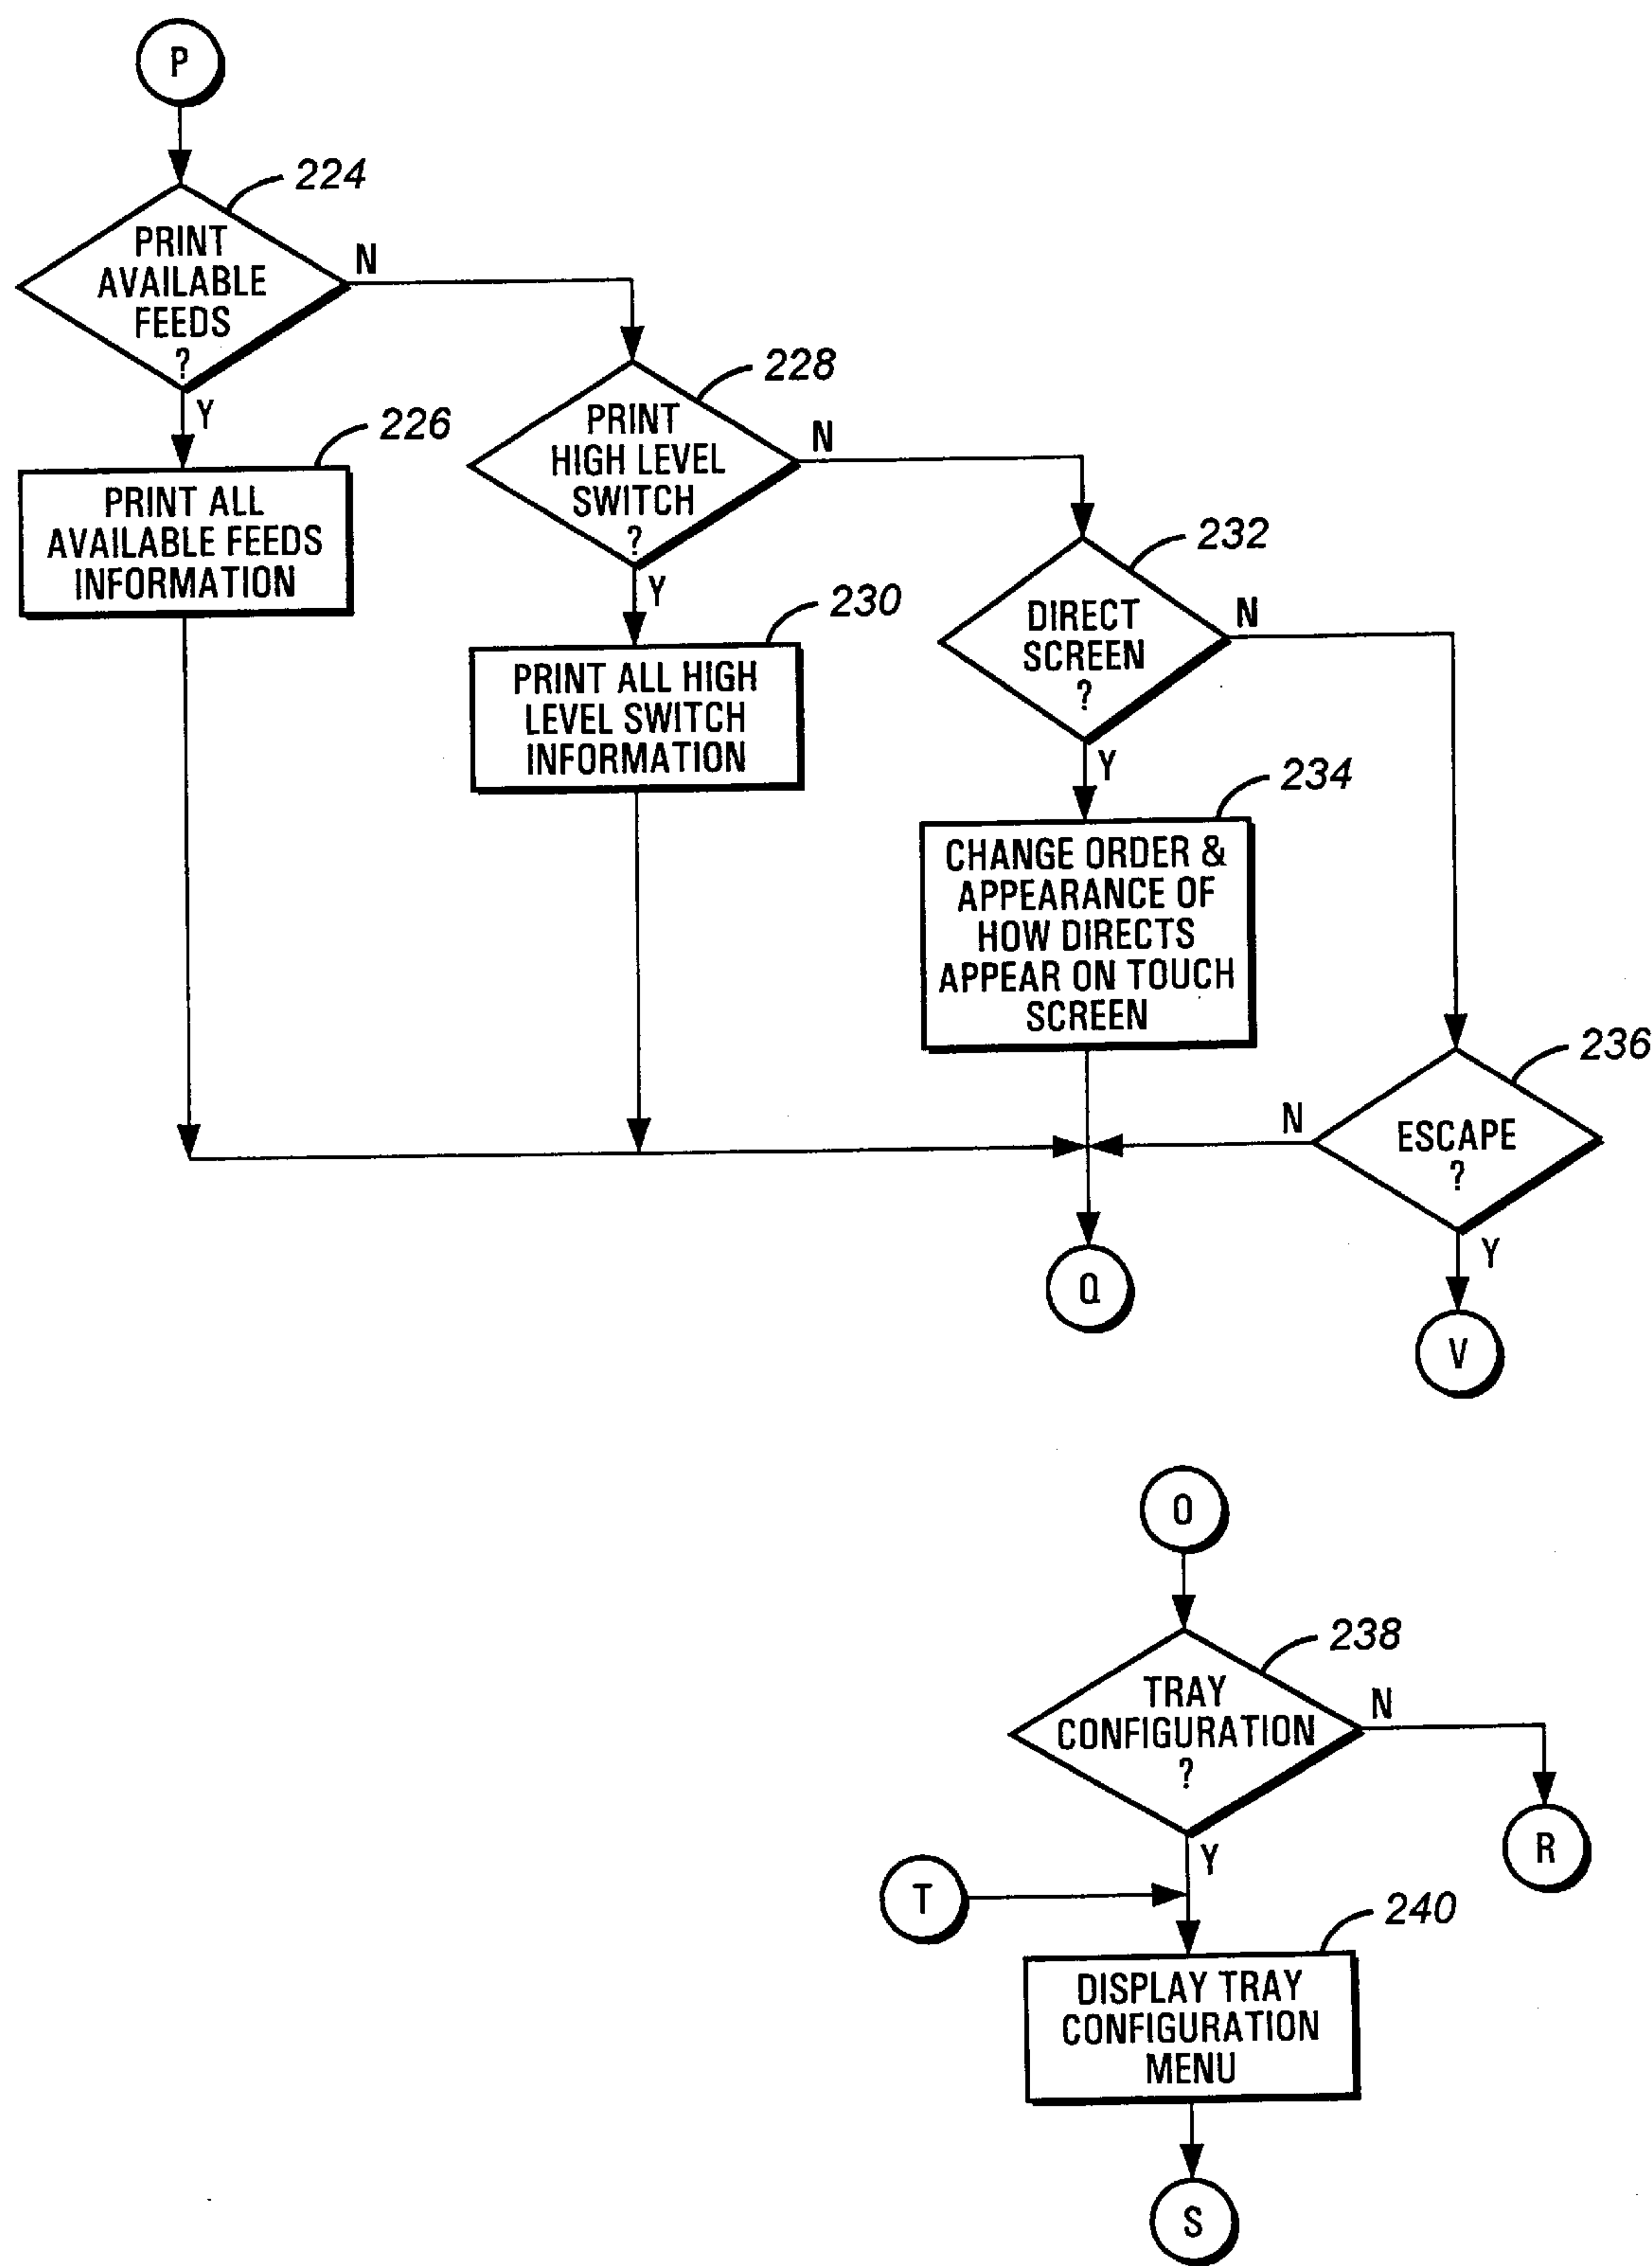 P
224
PRINT
AVAILABLE
FEEDS
?
N
Y
226
PRINT ALL
AVAILABLE FEEDS
INFORMATION
228
PRINT
HIGH LEVEL
SWITCH
?
N
Y
230
PRINT ALL HIGH
LEVEL SWITCH
INFORMATION
232
DIRECT
SCREEN
?
N
Y
234
CHANGE ORDER &
APPEARANCE OF
HOW DIRECTS
APPEAR ON TOUCH
SCREEN
236
ESCAPE
?
N
Y
Q
V
O
238
TRAY
CONFIGURATION
?
N
Y
R
T
240
DISPLAY TRAY
CONFIGURATION
MENU
S